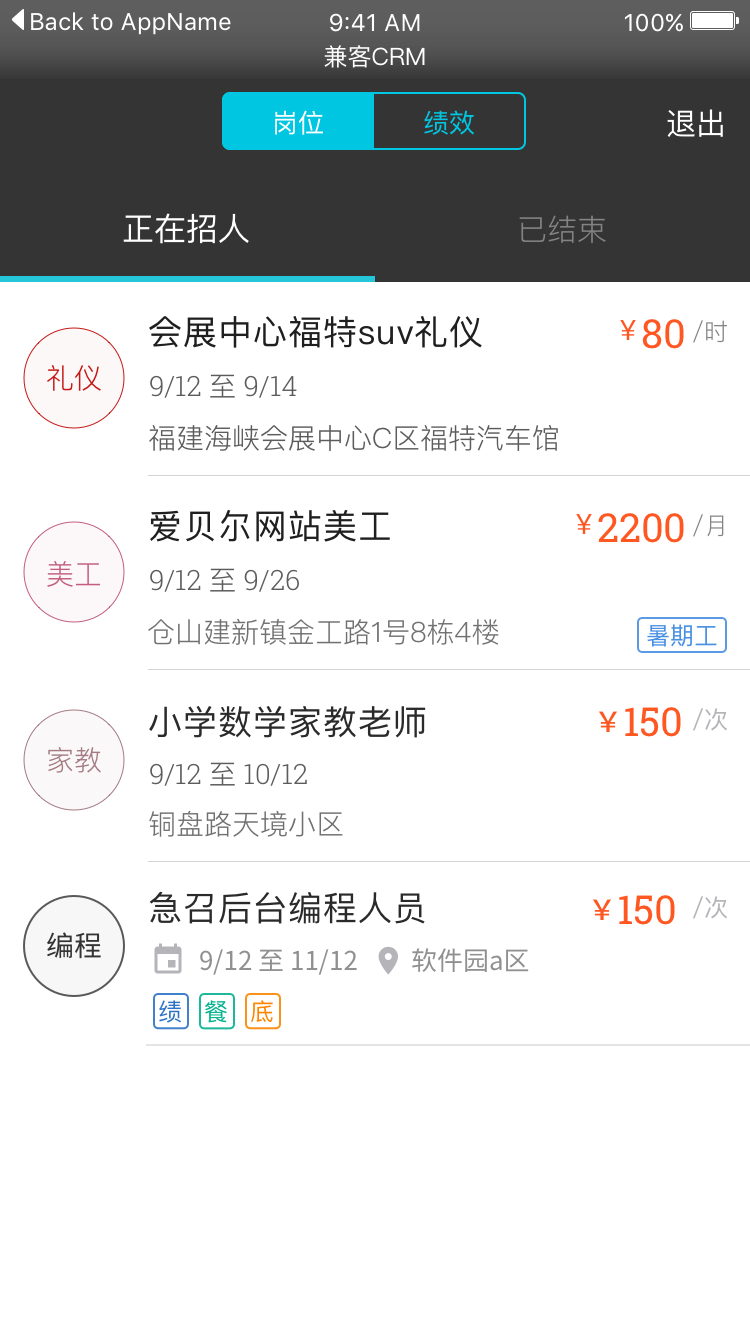 Back to AppName 9:41 AM 100%
兼客CRM
岗位 绩效 退出
正在招人 已结束
会展中心福特suv礼仪 ¥80 /时
礼仪
9/12 至 9/14
福建海峡会展中心C区福特汽车馆
爱贝尔网站美工 ¥2200 /月
美工
9/12 至 9/26
仓山建新镇金工路1号8栋4楼 暑期工
小学数学家教老师 ¥150 /次
家教
9/12 至 10/12
铜盘路天境小区
急召后台编程人员 ¥150 /次
编程
9/12 至 11/12 软件园a区
绩 餐 底